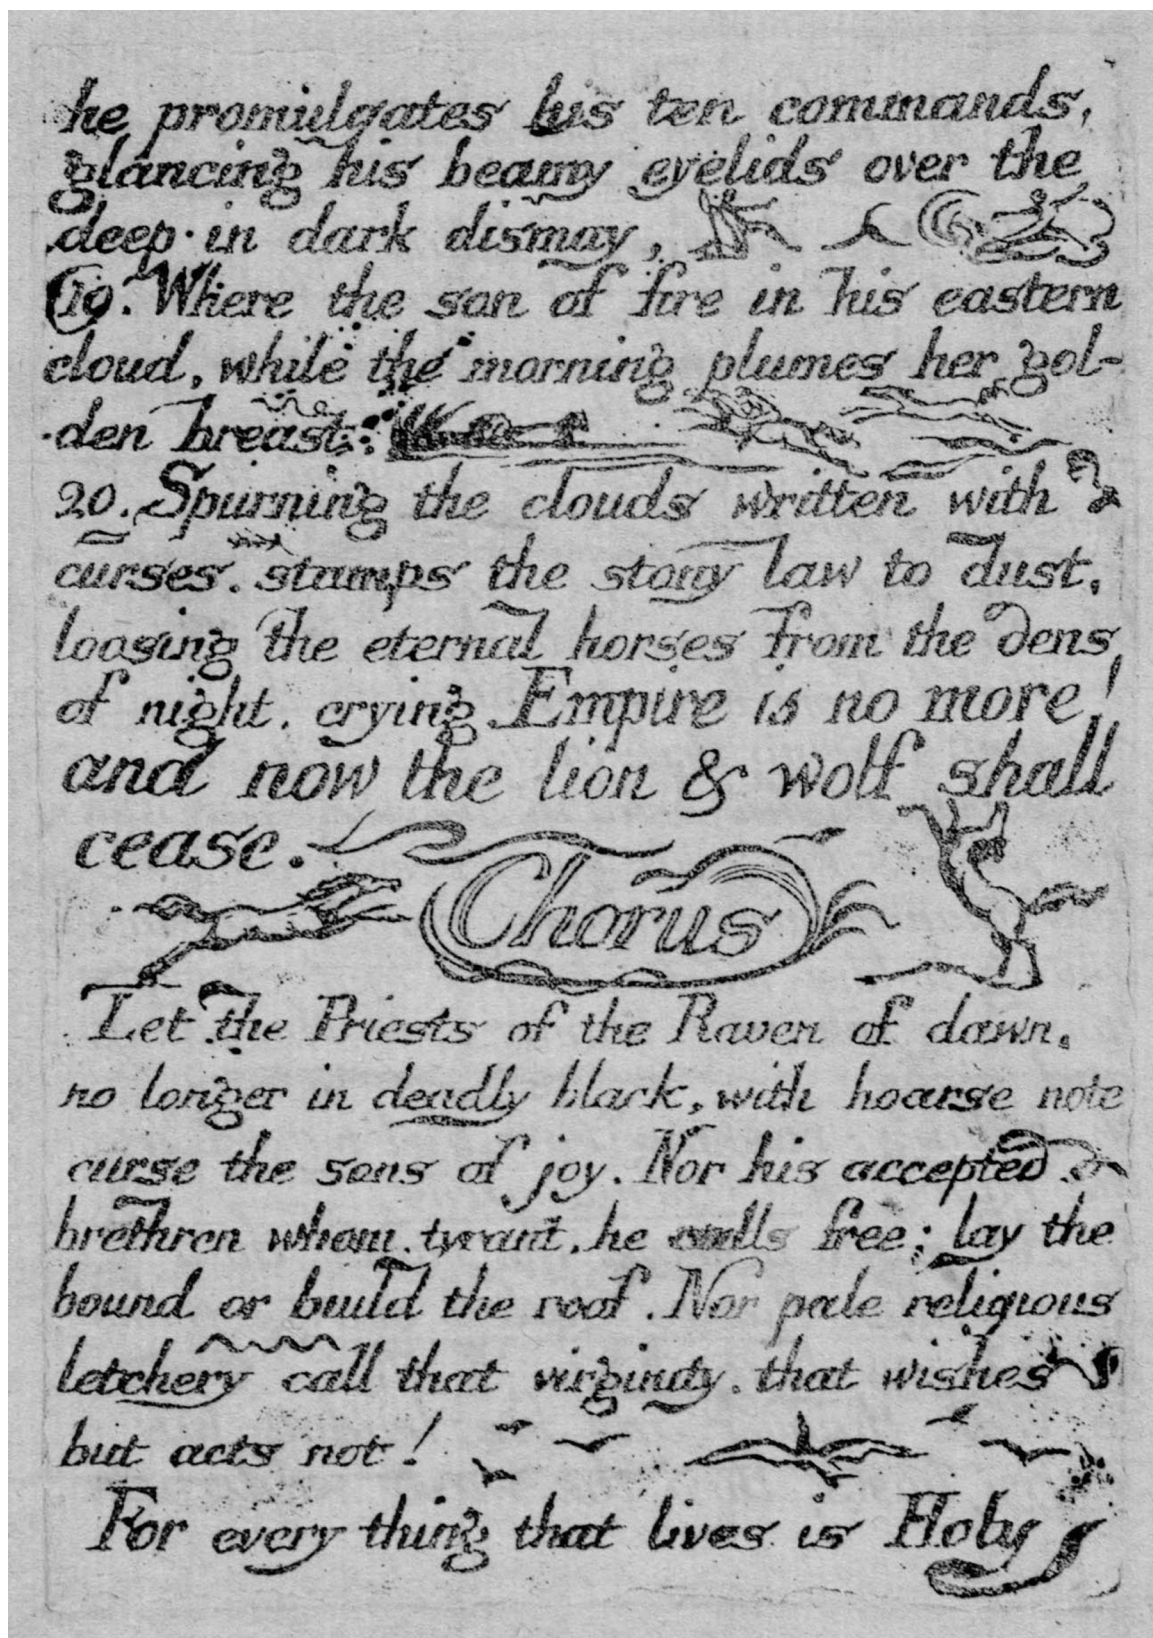 he promulgates his ten commands,
glancing his beamy eyelids over the
deep in dark dismay,
19. Where the son of fire in his eastern
cloud, while the morning plumes her gol-
den breast,
20. Spurning the clouds written with
curses, stamps the stony law to dust,
loosing the eternal horses from the dens
of night, crying Empire is no more!
and now the lion & wolf shall
cease.
Chorus
Let the Priests of the Raven of dawn,
no longer in deadly black, with hoarse note
curse the sons of joy. Nor his accepted
brethren whom, tyrant, he calls free; lay the
bound or build the roof. Nor pale religious
letchery call that virginity, that wishes
but acts not!
For every thing that lives is Holy